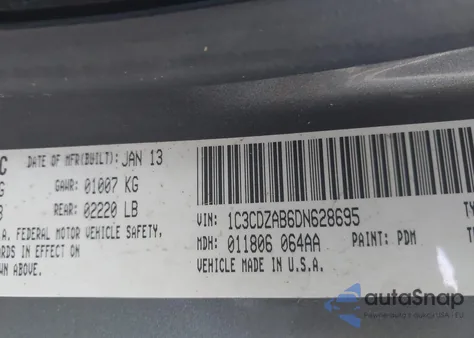 C DATE OF MFR(BUILT): JAN 13
G GAWR: 01007 KG
B REAR: 02220 LB
.A. FEDERAL MOTOR VEHICLE SAFETY.
RDS IN EFFECT ON
WN ABOVE.
VIN: 1C3CDZAB6DN628695 TY
MDH: 011806 064AA PAINT: PDM
VEHICLE MADE IN U.S.A.
autoSnap